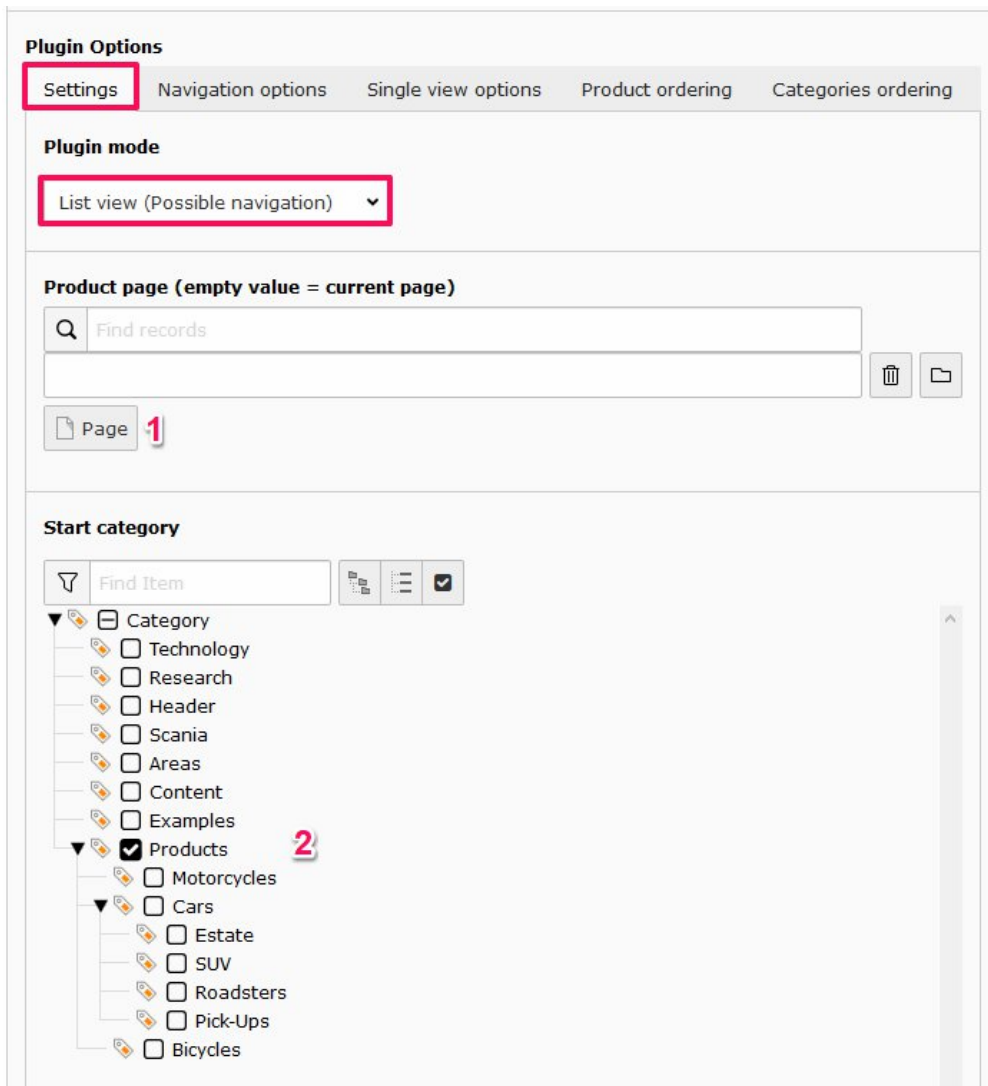 Plugin Options
Settings Navigation options Single view options Product ordering Categories ordering
Plugin mode
List view (Possible navigation)
Product page (empty value = current page)
Find records
Page 1
Start category
Find Item
Category
Technology
Research
Header
Scania
Areas
Content
Examples
Products 2
Motorcycles
Cars
Estate
SUV
Roadsters
Pick-Ups
Bicycles